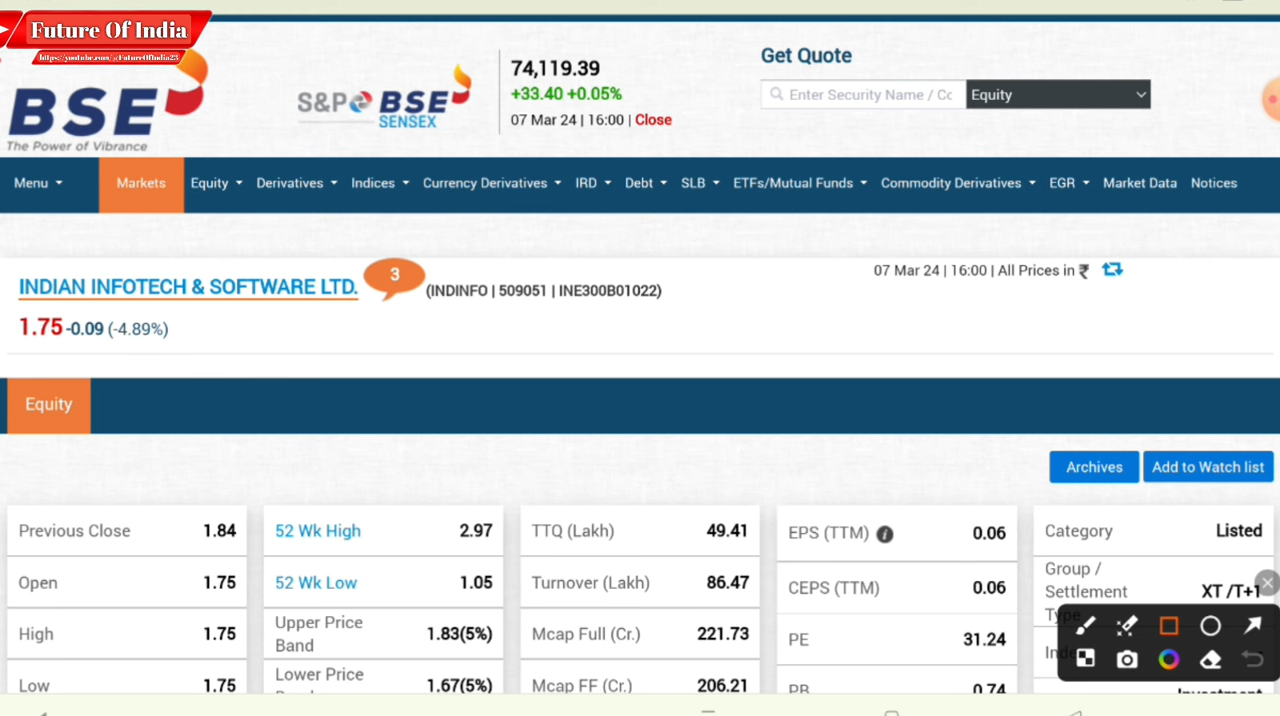 Future Of India
https://youtube.com/@FutureOfIndia23
BSE
The Power of Vibrance
S&P BSE
SENSEX
74,119.39
+33.40 +0.05%
07 Mar 24 | 16:00 | Close
Get Quote
Enter Security Name / Cc
Equity
Menu
Markets
Equity
Derivatives
Indices
Currency Derivatives
IRD
Debt
SLB
ETFs/Mutual Funds
Commodity Derivatives
EGR
Market Data
Notices
INDIAN INFOTECH & SOFTWARE LTD.
3
(INDINFO | 509051 | INE300B01022)
07 Mar 24 | 16:00 | All Prices in ₹
1.75 -0.09 (-4.89%)
Equity
Archives
Add to Watch list
Previous Close 1.84
Open 1.75
High 1.75
Low 1.75
52 Wk High 2.97
52 Wk Low 1.05
Upper Price
Band 1.83(5%)
Lower Price
1.67(5%)
TTQ (Lakh) 49.41
Turnover (Lakh) 86.47
Mcap Full (Cr.) 221.73
Mcap FF (Cr.) 206.21
EPS (TTM) 0.06
CEPS (TTM) 0.06
PE 31.24
PB 0.74
Category Listed
Group /
Settlement XT /T+1
Type